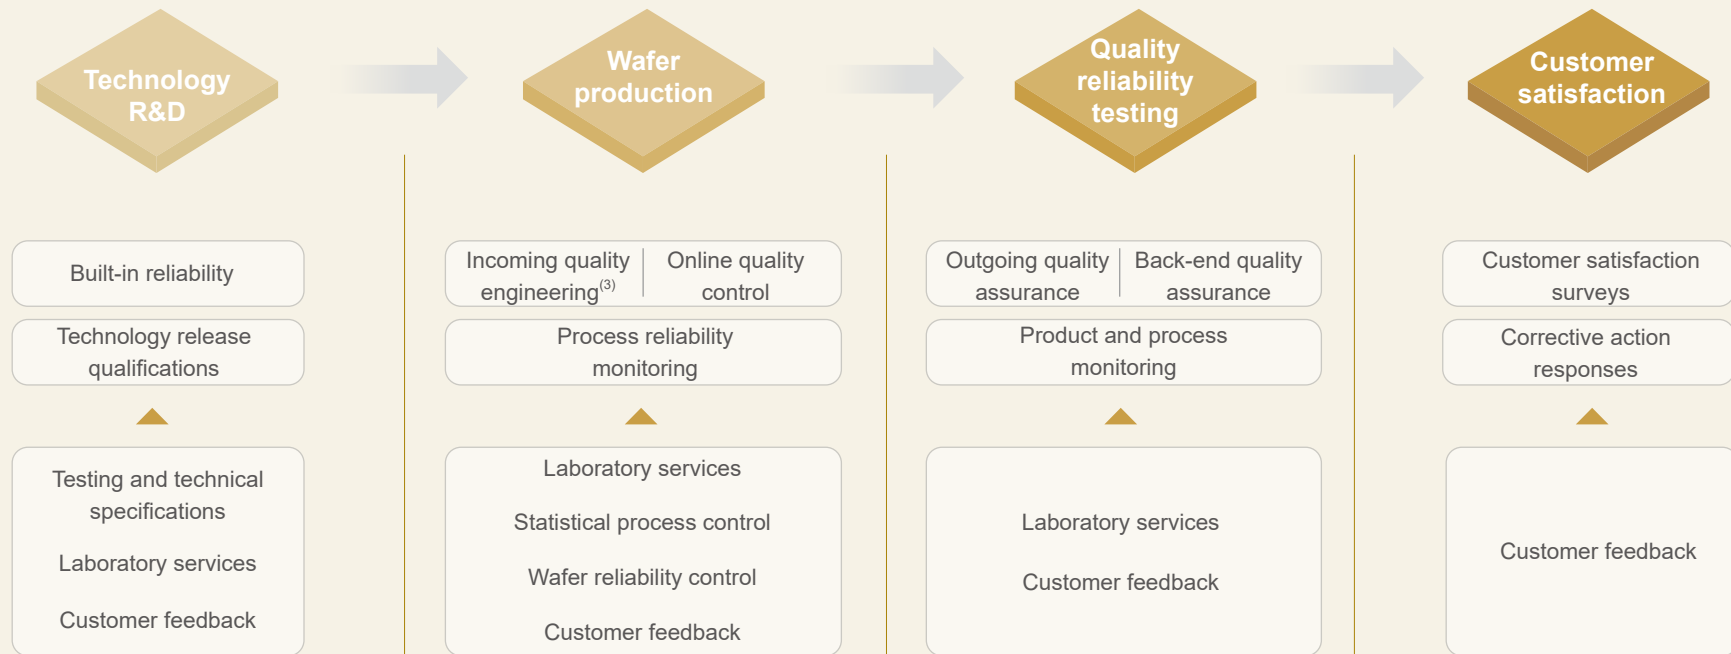 Technology
R&D
Wafer
production
Quality
reliability
testing
Customer
satisfaction
Built-in reliability
Technology release
qualifications
Testing and technical
specifications
Laboratory services
Customer feedback
Incoming quality
engineering(3)
Online quality
control
Process reliability
monitoring
Laboratory services
Statistical process control
Wafer reliability control
Customer feedback
Outgoing quality
assurance
Back-end quality
assurance
Product and process
monitoring
Laboratory services
Customer feedback
Customer satisfaction
surveys
Corrective action
responses
Customer feedback